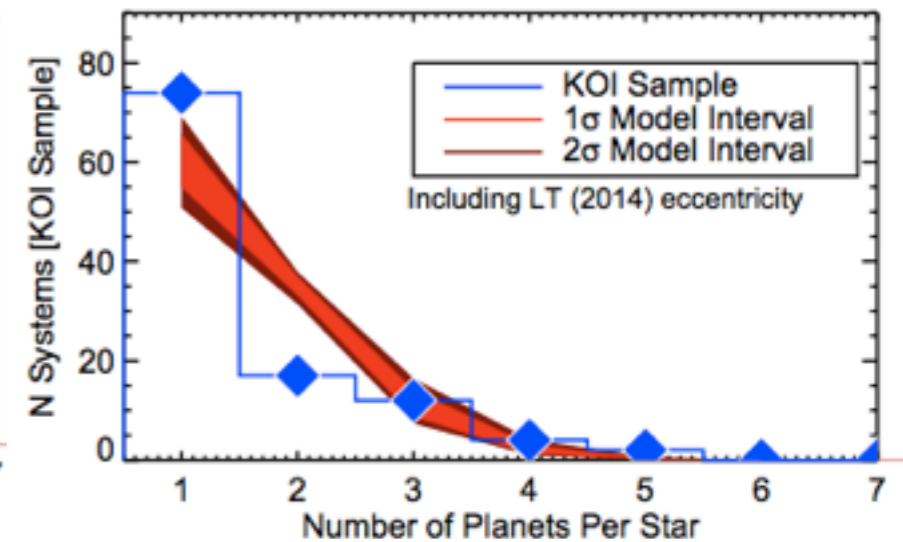 N Systems [KOI Sample]
80
60
40
20
0
KOI Sample
1σ Model Interval
2σ Model Interval
Including LT (2014) eccentricity
1 2 3 4 5 6 7
Number of Planets Per Star